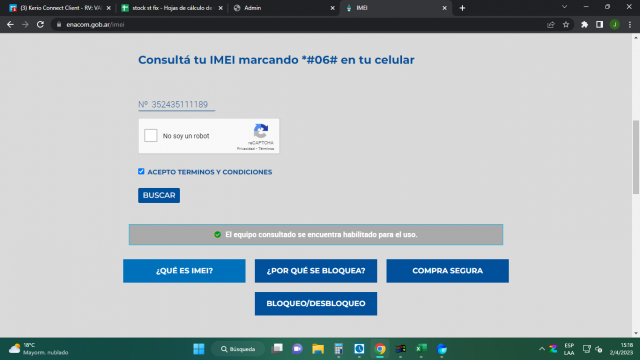 (3) Kerio Connect Client - RV: VA
stock st fix - Hojas de cálculo de
Admin
IMEI
enacom.gob.ar/imei
J
Consultá tu IMEI marcando *#06# en tu celular
Nº 352435111189
No soy un robot
reCAPTCHA
Privacidad - Términos
ACEPTO TERMINOS Y CONDICIONES
BUSCAR
El equipo consultado se encuentra habilitado para el uso.
¿QUÉ ES IMEI?
¿POR QUÉ SE BLOQUEA?
COMPRA SEGURA
BLOQUEO/DESBLOQUEO
18°C
Mayorm. nublado
Búsqueda
ESP
LAA
15:18
2/4/2023